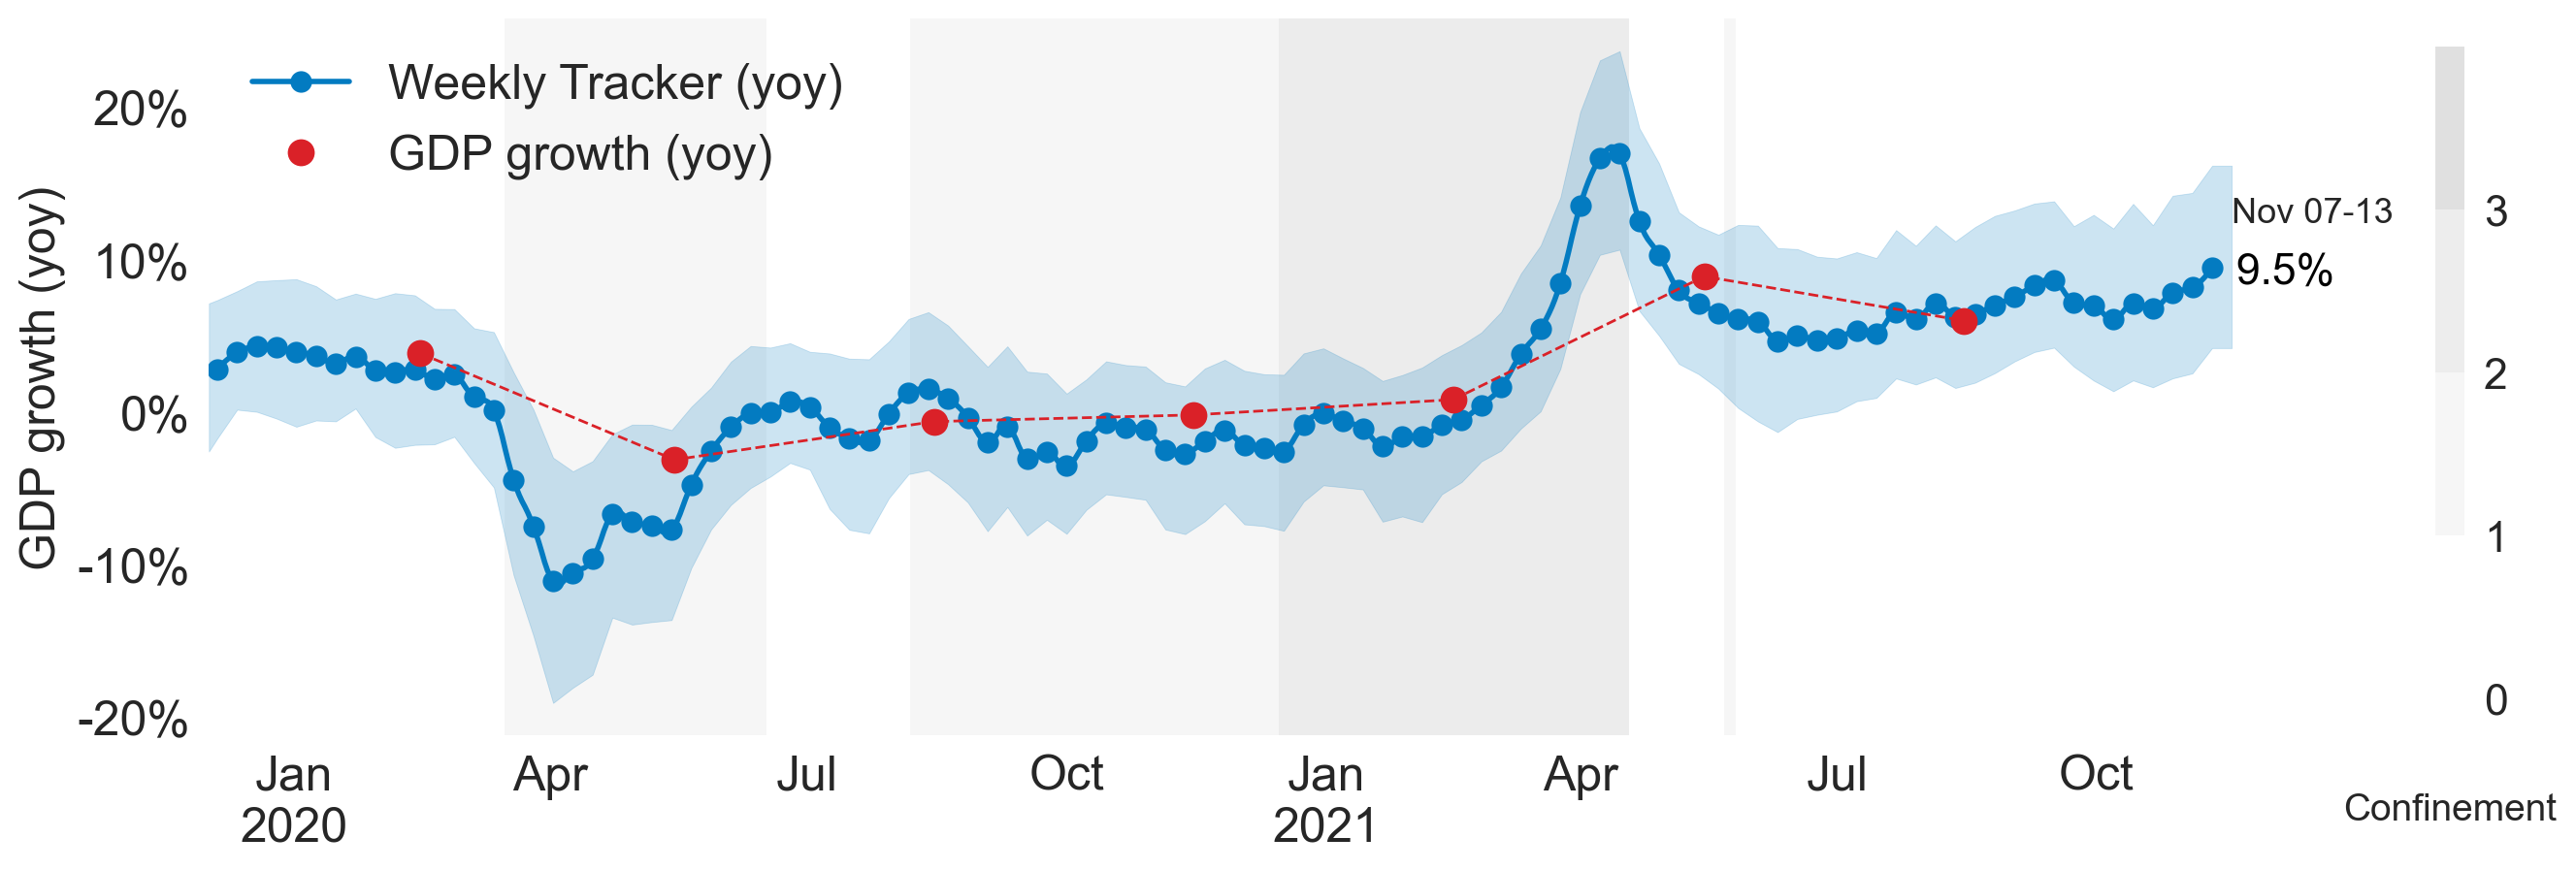 Weekly Tracker (yoy)
GDP growth (yoy)
GDP growth (yoy)
20%
10%
0%
-10%
-20%
Jan
2020
Apr
Jul
Oct
Jan
2021
Apr
Jul
Oct
Nov 07-13
9.5%
3
2
1
0
Confinement